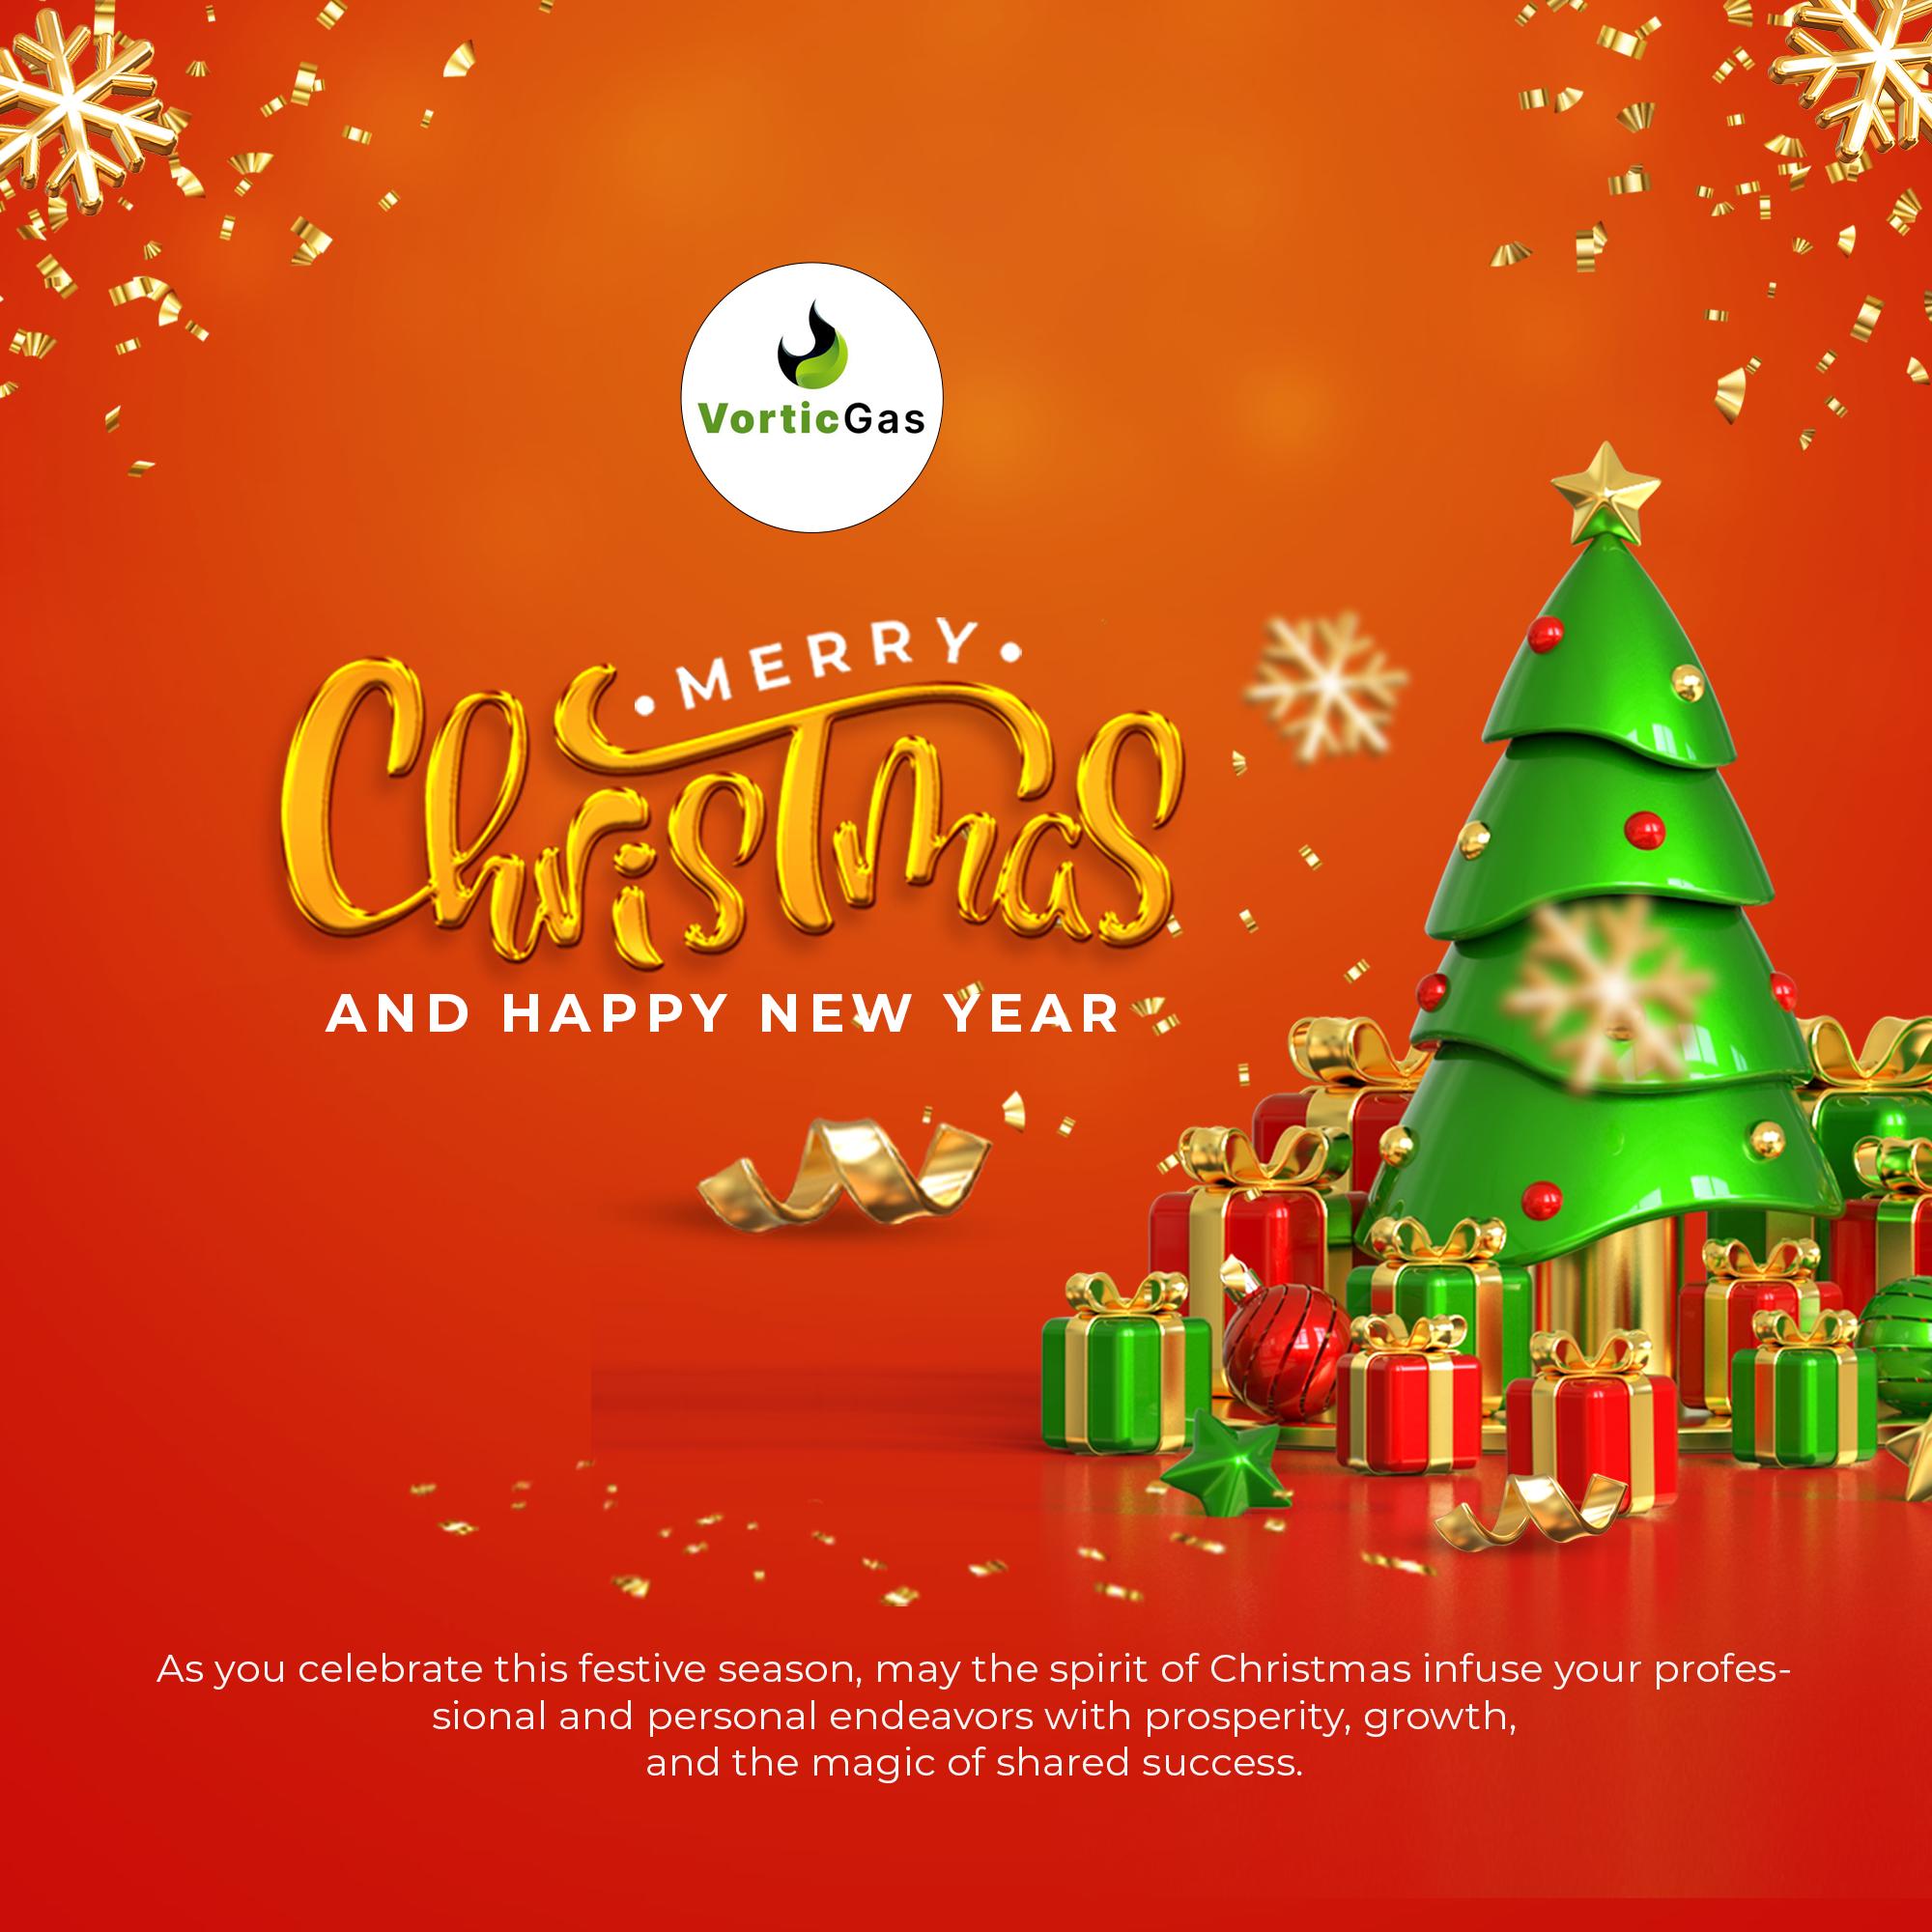 VorticGas
• MERRY •
Christmas
AND HAPPY NEW YEAR
As you celebrate this festive season, may the spirit of Christmas infuse your profes-
sional and personal endeavors with prosperity, growth,
and the magic of shared success.